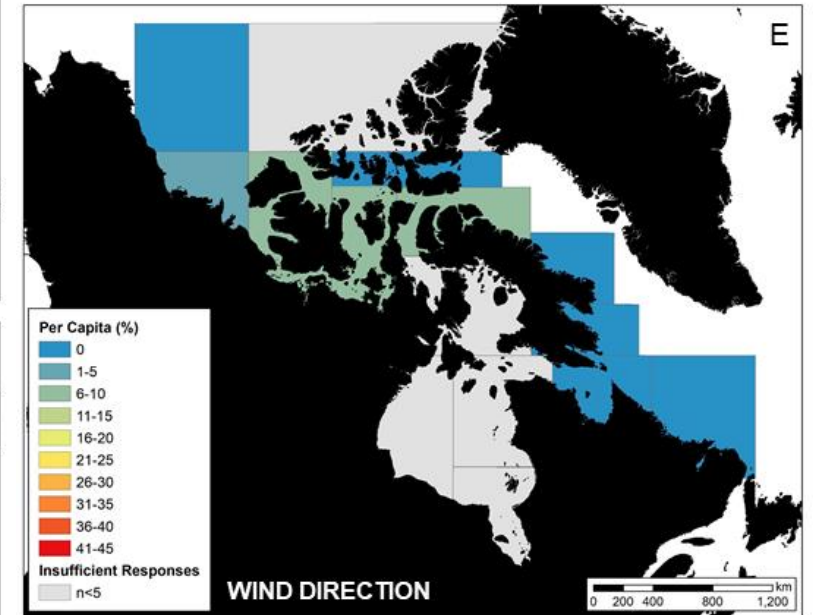 E
Per Capita (%)
0
1-5
6-10
11-15
16-20
21-25
26-30
31-35
36-40
41-45
Insufficient Responses
n<5
WIND DIRECTION
km
0 200 400 800 1,200